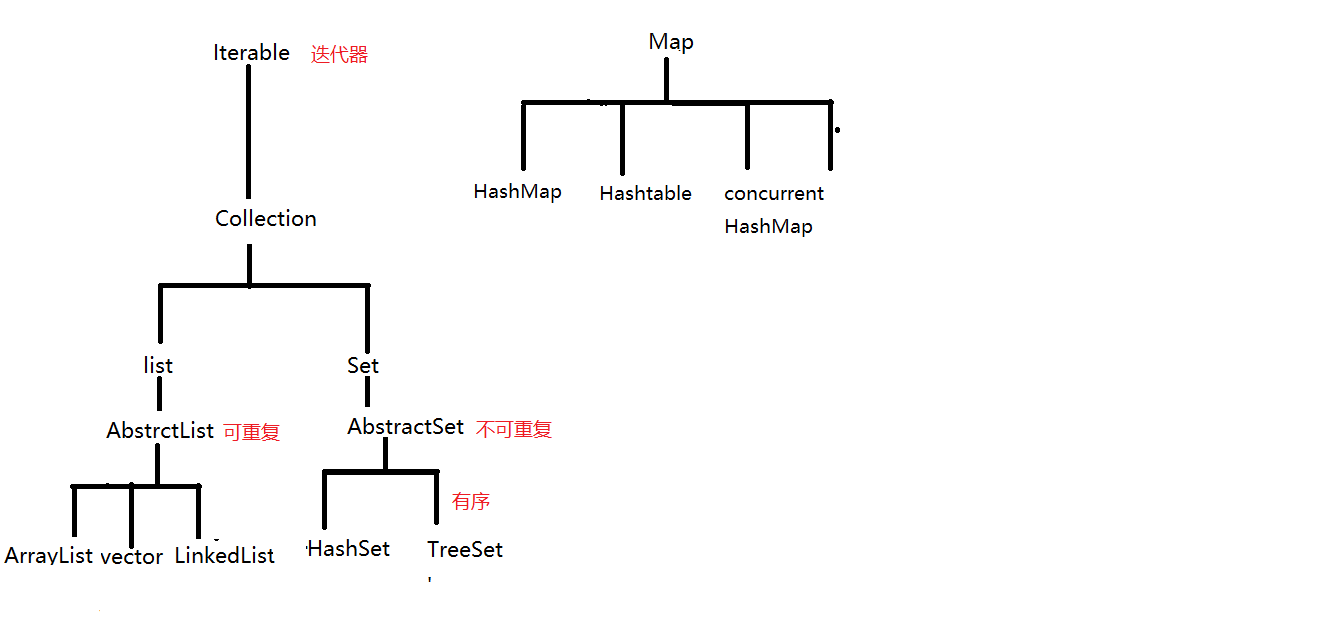 Iterable 迭代器
Map
HashMap Hashtable concurrent
HashMap
Collection
list Set
AbstrctList 可重复 AbstractSet 不可重复
有序
ArrayList vector LinkedList HashSet TreeSet